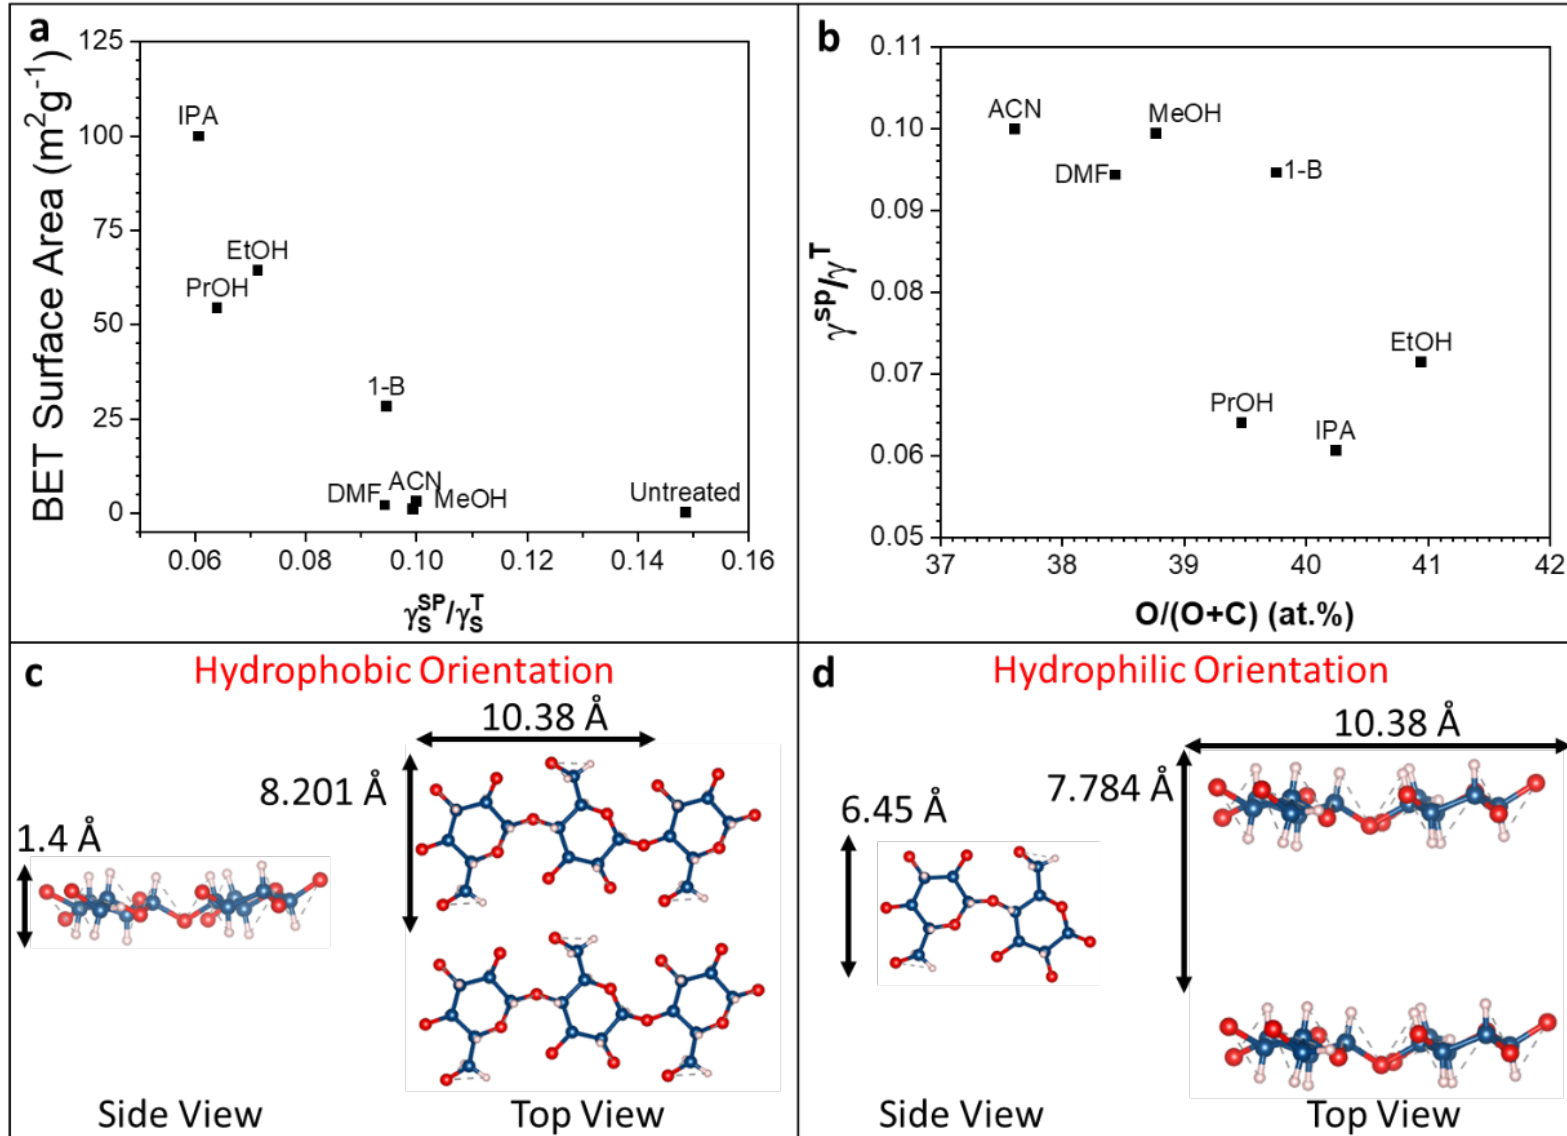 a
BET Surface Area (m²g⁻¹)
125
100
75
50
25
0
IPA
EtOH
PrOH
1-B
DMF
ACN
MeOH
Untreated
0.06
0.08
0.10
0.12
0.14
0.16
γ_S^SP/γ_S^T
b
γ^sp/γ^T
0.11
0.10
0.09
0.08
0.07
0.06
0.05
ACN
MeOH
DMF
1-B
EtOH
PrOH
IPA
37
38
39
40
41
42
O/(O+C) (at.%)
c
Hydrophobic Orientation
10.38 Å
8.201 Å
1.4 Å
Side View
Top View
d
Hydrophilic Orientation
10.38 Å
7.784 Å
6.45 Å
Side View
Top View